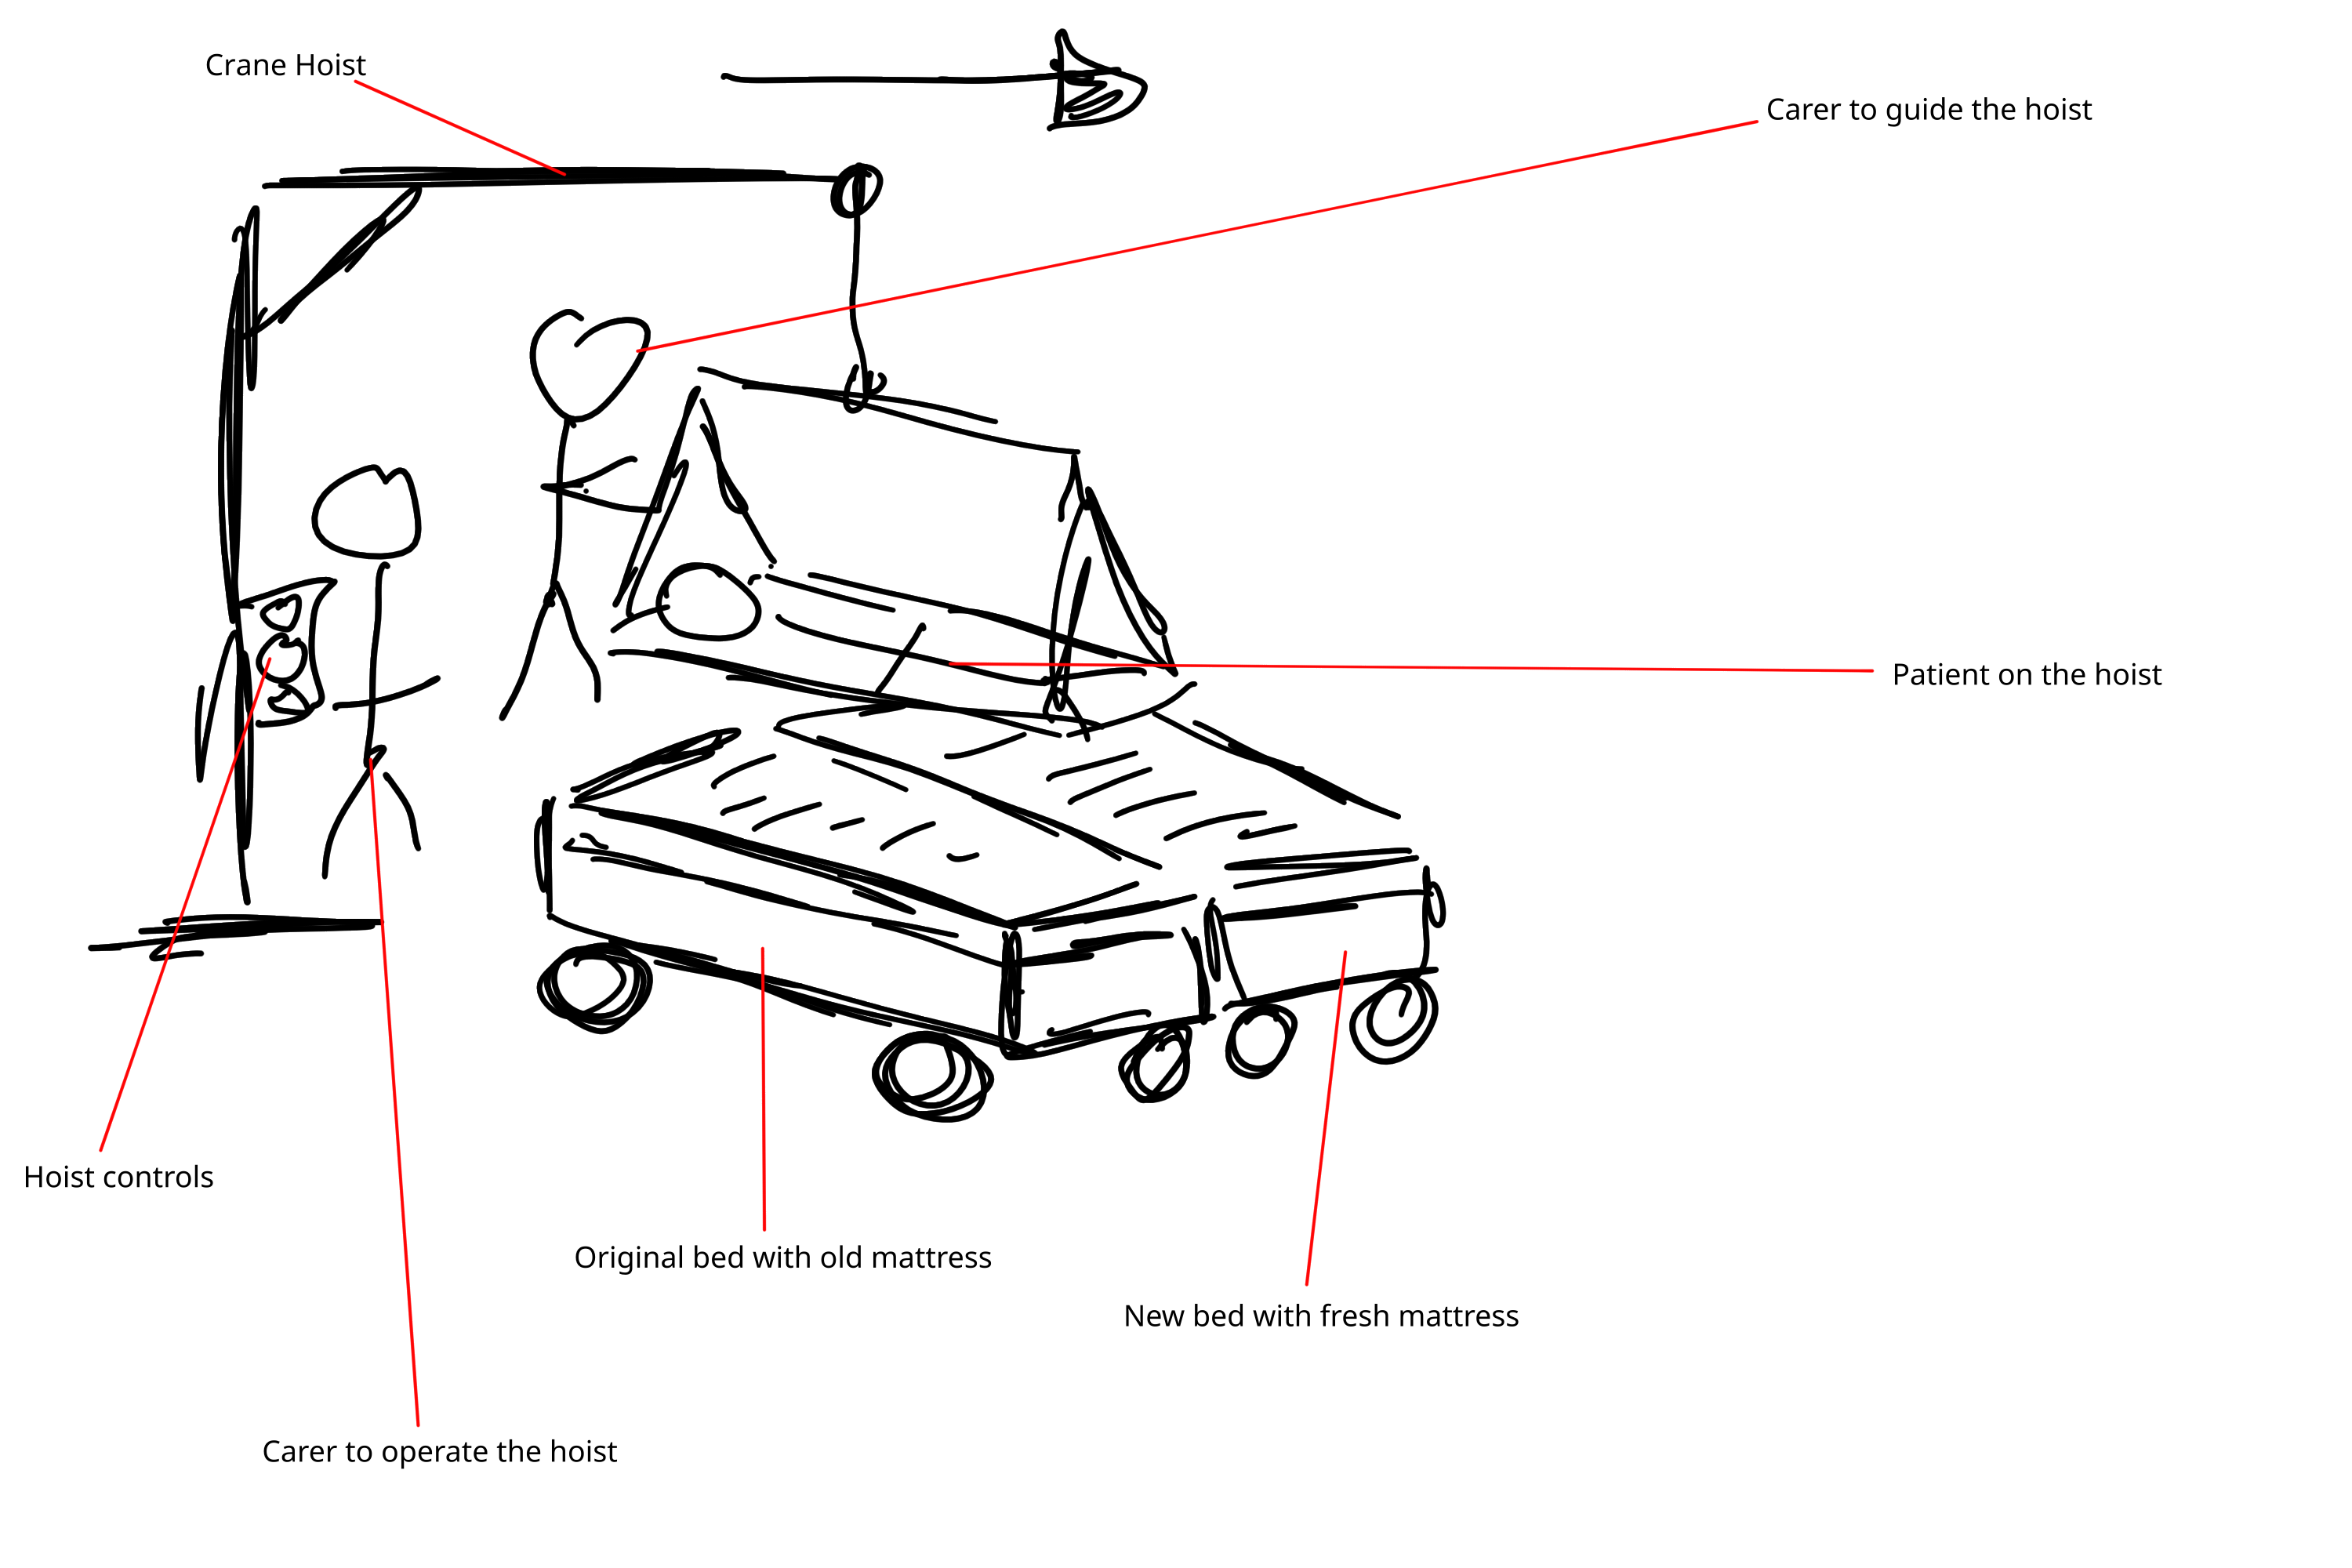 Crane Hoist
Carer to guide the hoist
Patient on the hoist
Hoist controls
Original bed with old mattress
New bed with fresh mattress
Carer to operate the hoist